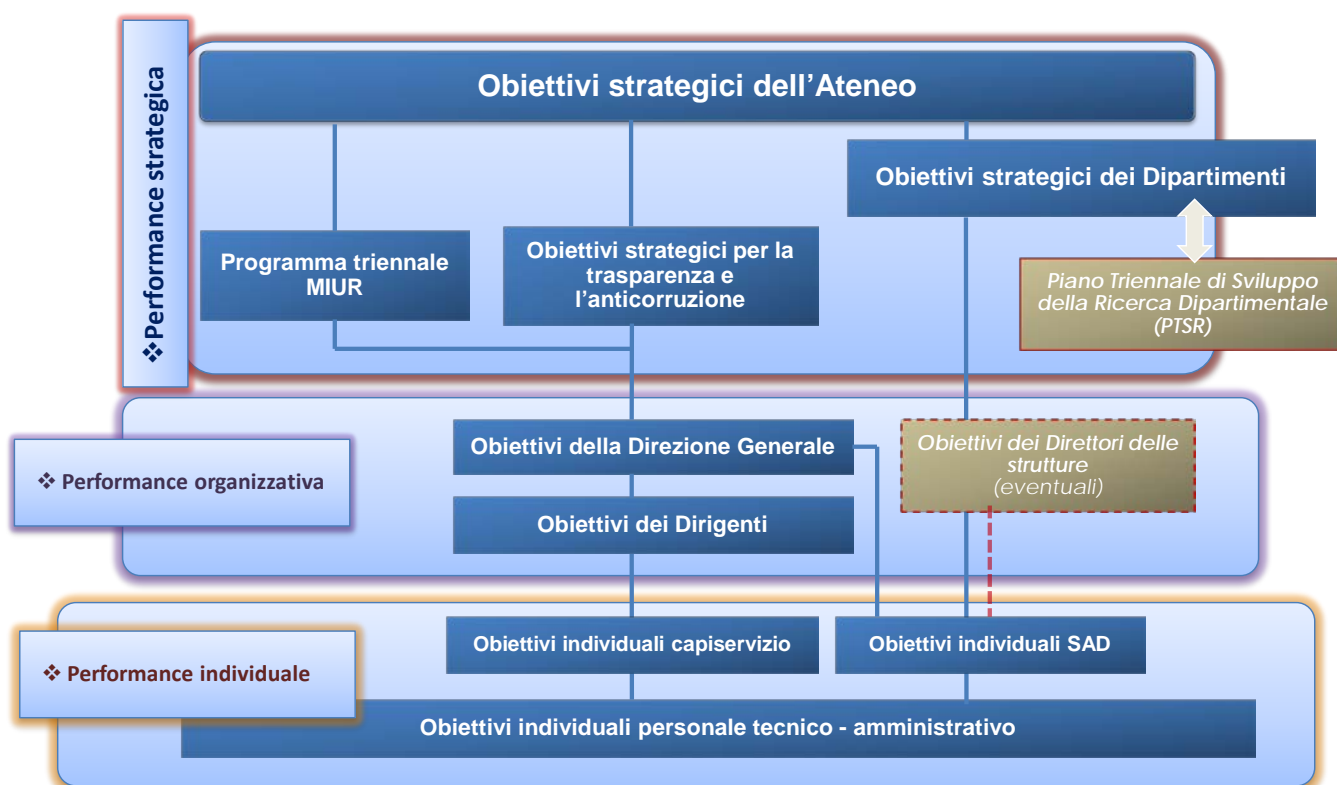 ❖Performance strategica
Obiettivi strategici dell'Ateneo
Obiettivi strategici dei Dipartimenti
Programma triennale
MIUR
Obiettivi strategici per la
trasparenza e
l'anticorruzione
Piano Triennale di Sviluppo
della Ricerca Dipartimentale
(PTSR)
❖ Performance organizzativa
Obiettivi della Direzione Generale
Obiettivi dei Direttori delle
strutture
(eventuali)
Obiettivi dei Dirigenti
❖ Performance individuale
Obiettivi individuali capiservizio
Obiettivi individuali SAD
Obiettivi individuali personale tecnico - amministrativo